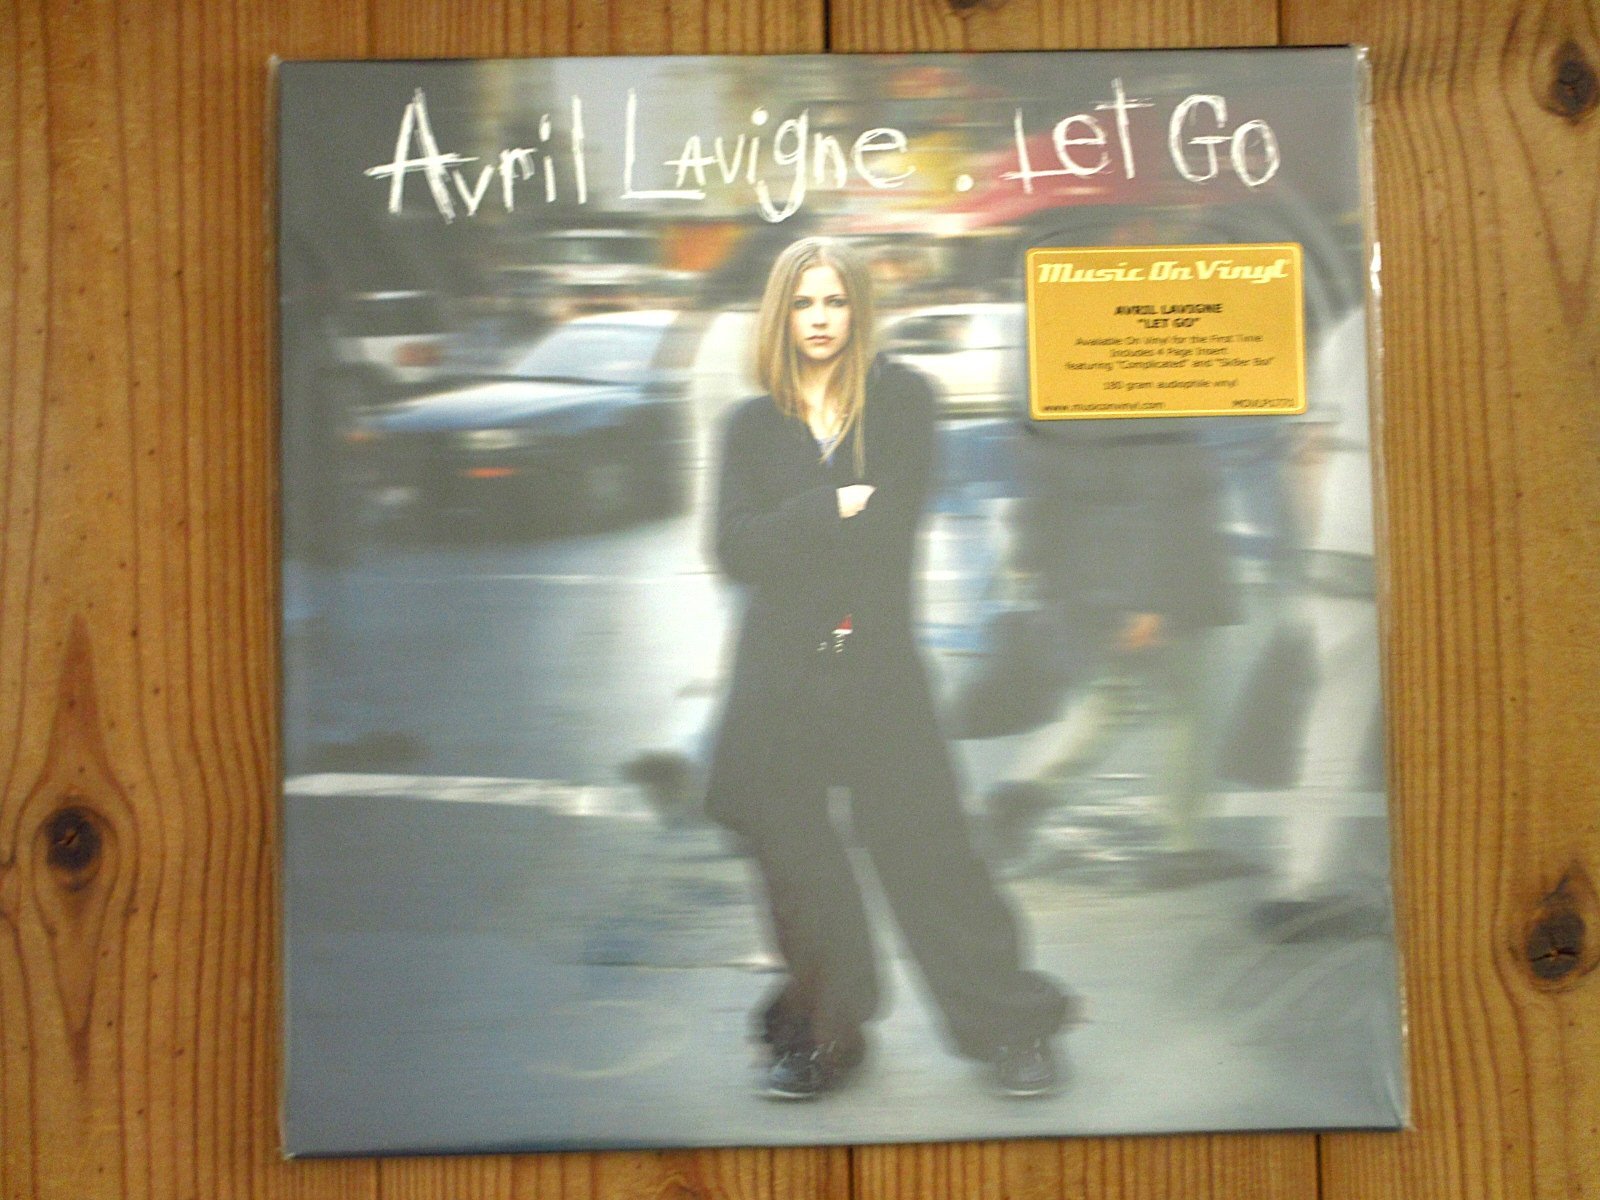 Avril Lavigne . Let Go
Music On Vinyl
AVRIL LAVIGNE
"LET GO"
Available On Vinyl for the First Time
Includes 4 Page Insert
featuring "Complicated" and "Sk8er Boi"
180 gram audiophile vinyl
www.musiconvinyl.com MOVLP1771